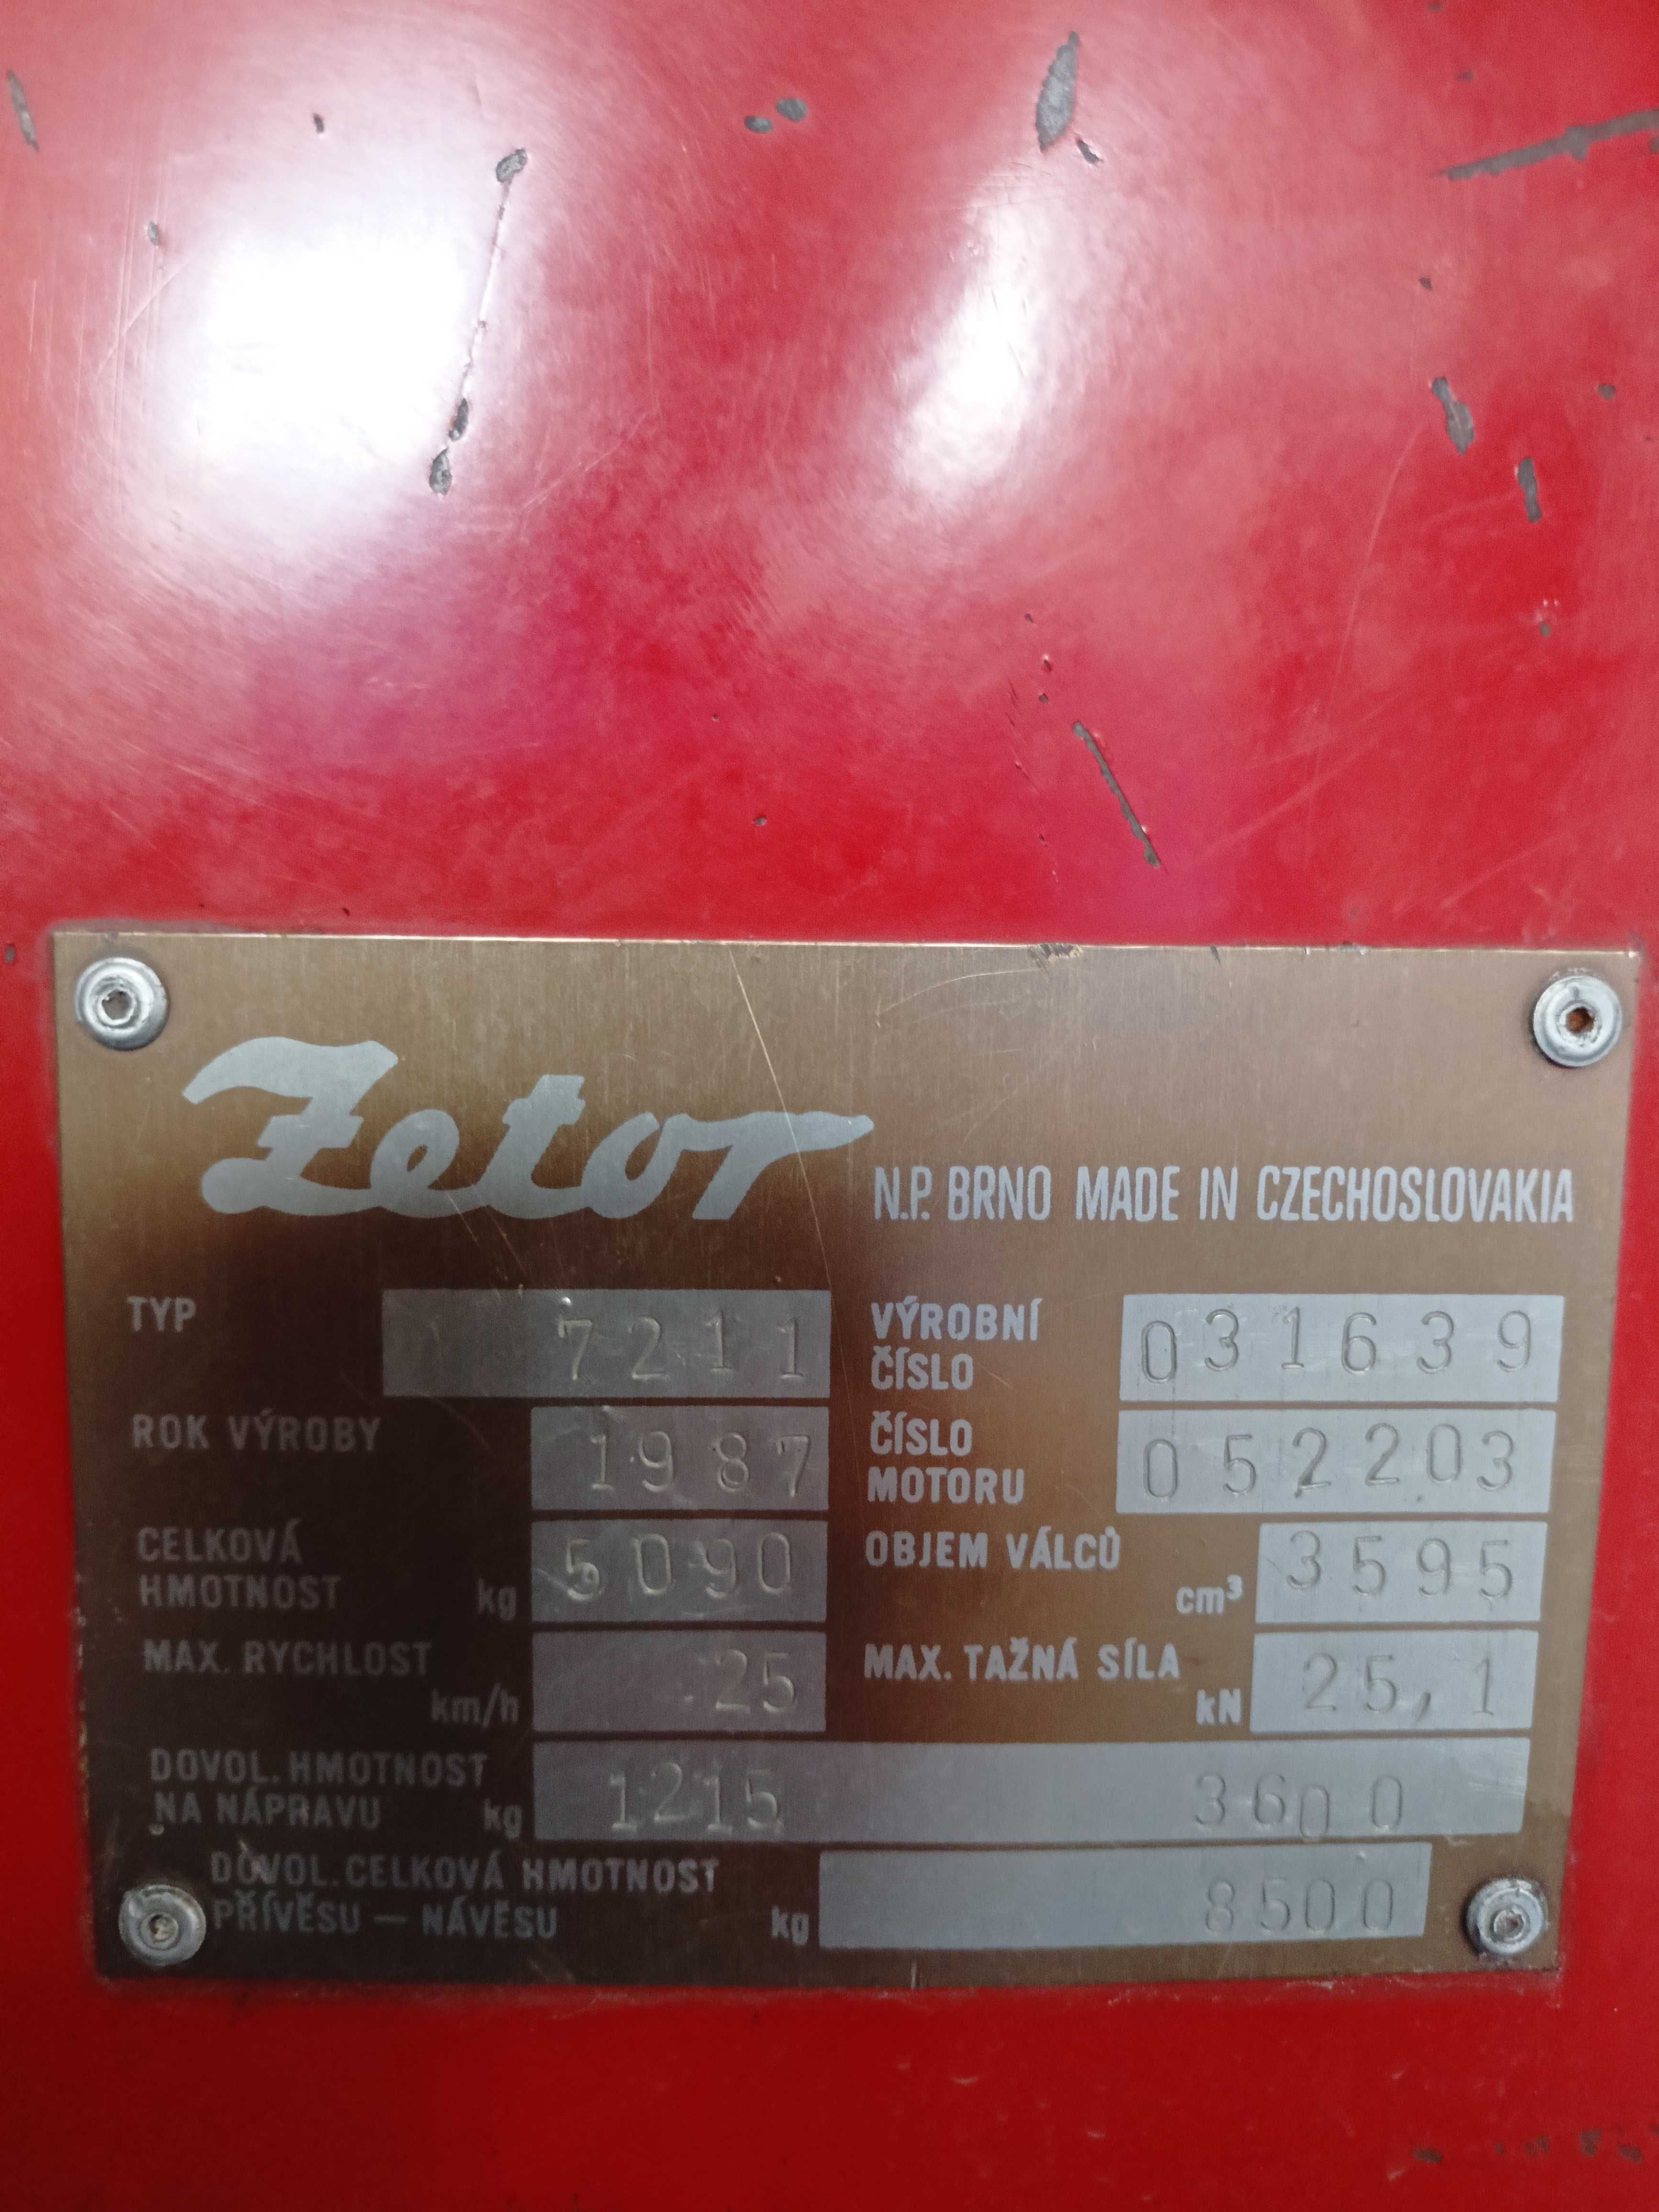 Zetor N.P. BRNO MADE IN CZECHOSLOVAKIA
TYP 7211
VÝROBNÍ
ČÍSLO 031639
ROK VÝROBY 1987
ČÍSLO
MOTORU 052203
CELKOVÁ
HMOTNOST kg 5090
OBJEM VÁLCŮ
cm³ 3595
MAX. RYCHLOST
km/h 25
MAX. TAŽNÁ SÍLA
kN 25,1
DOVOL. HMOTNOST
NA NÁPRAVU kg 1215 3600
DOVOL. CELKOVÁ HMOTNOST
PŘÍVĚSU — NÁVĚSU kg 8500